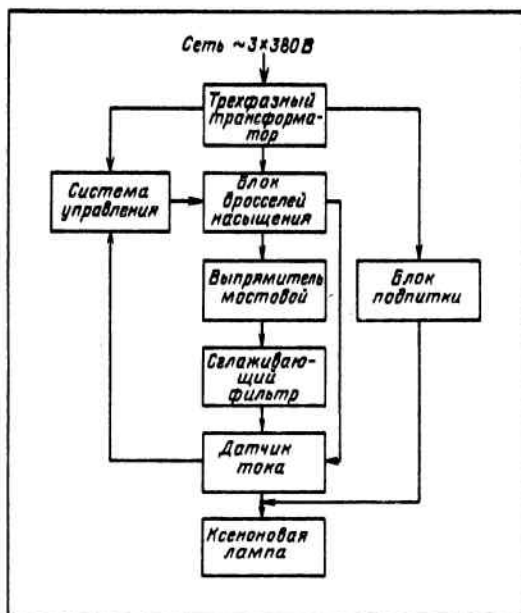 Сеть ~3×380 В
Трехфазный
трансформа-
тор
Система
управления
Блок
дросселей
насыщения
Выпрямитель
мостовой
Блок
подпитки
Сглаживаю-
щий
фильтр
Датчик
тока
Ксеноновая
лампа